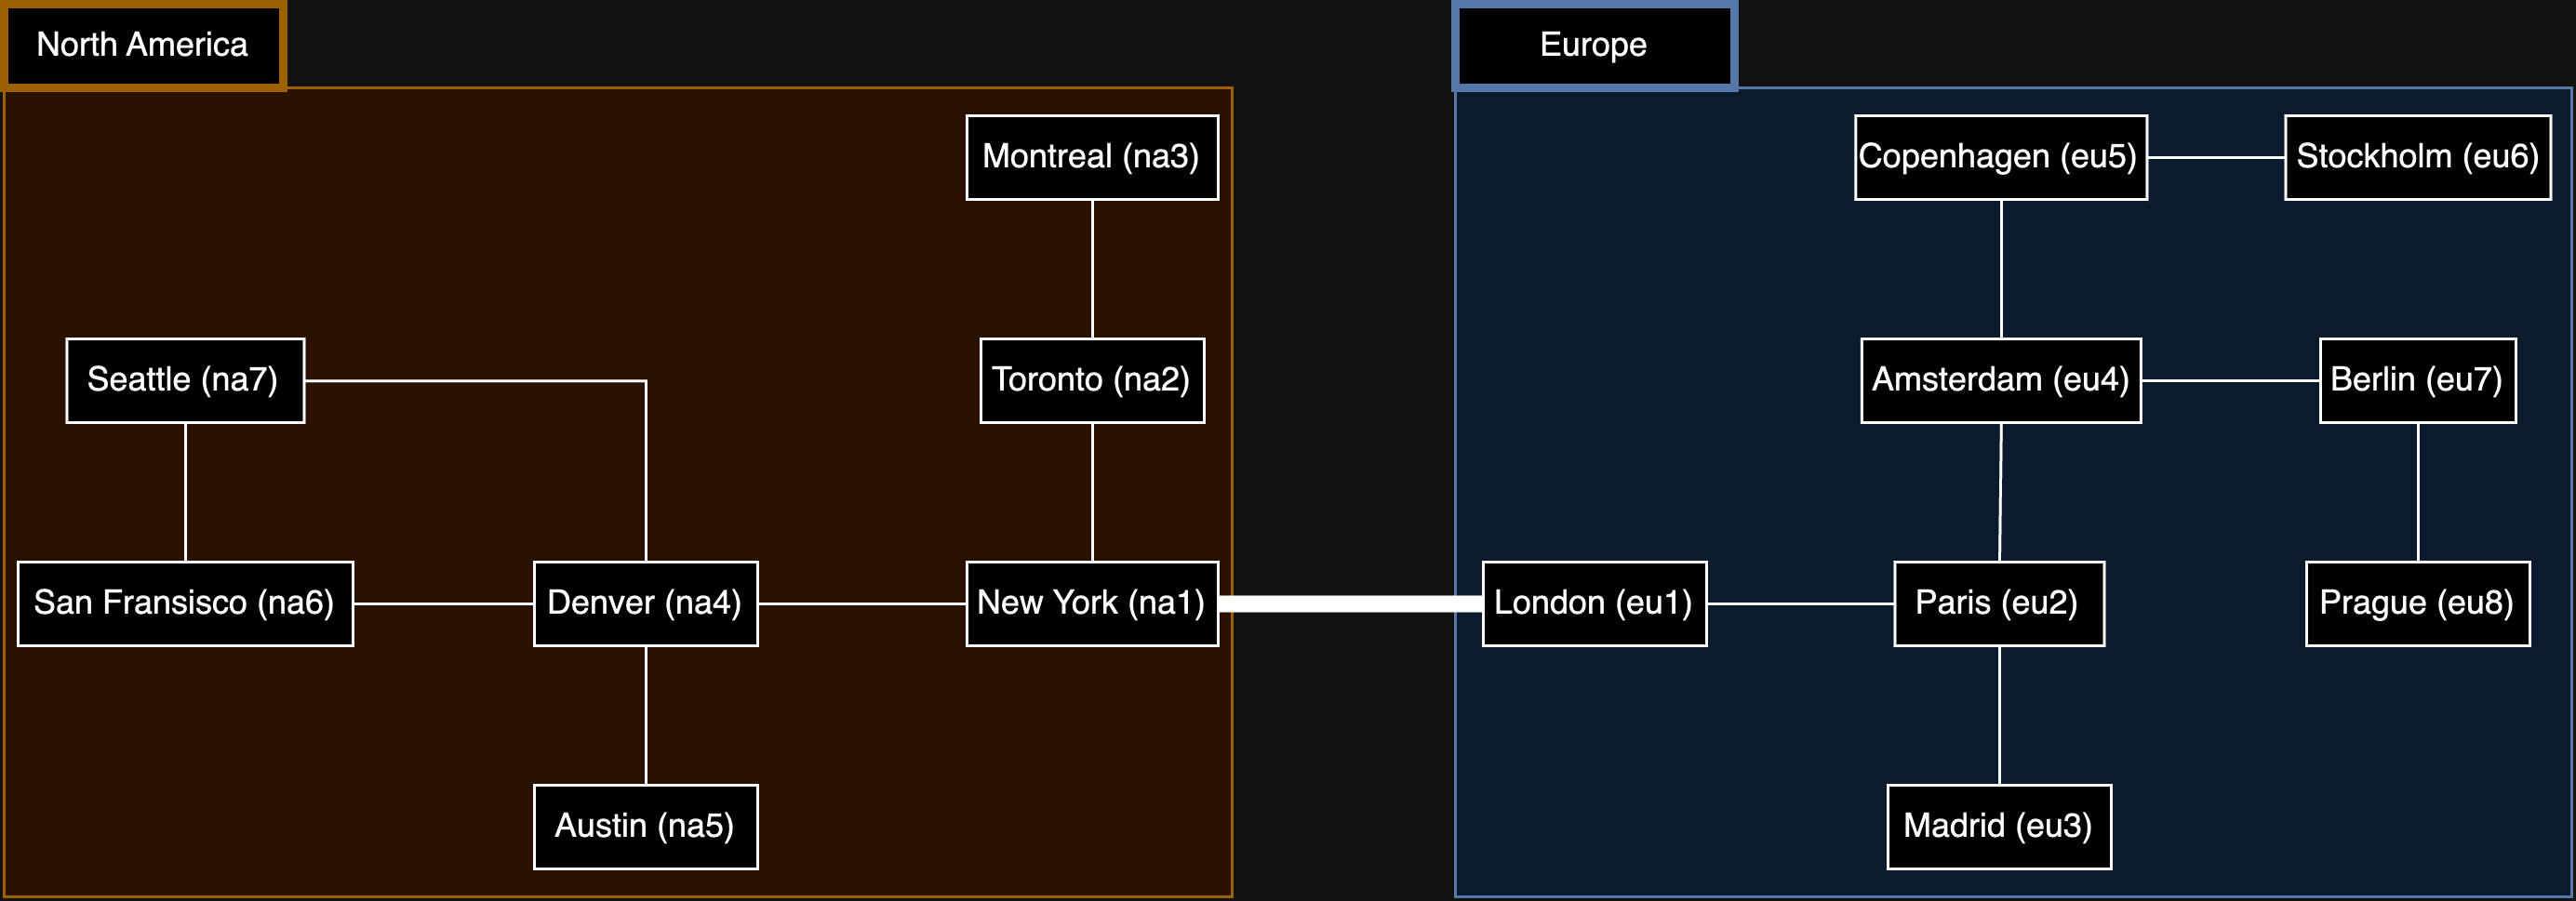 North America
Europe
Montreal (na3)
Copenhagen (eu5)
Stockholm (eu6)
Seattle (na7)
Toronto (na2)
Amsterdam (eu4)
Berlin (eu7)
San Fransisco (na6)
Denver (na4)
New York (na1)
London (eu1)
Paris (eu2)
Prague (eu8)
Austin (na5)
Madrid (eu3)